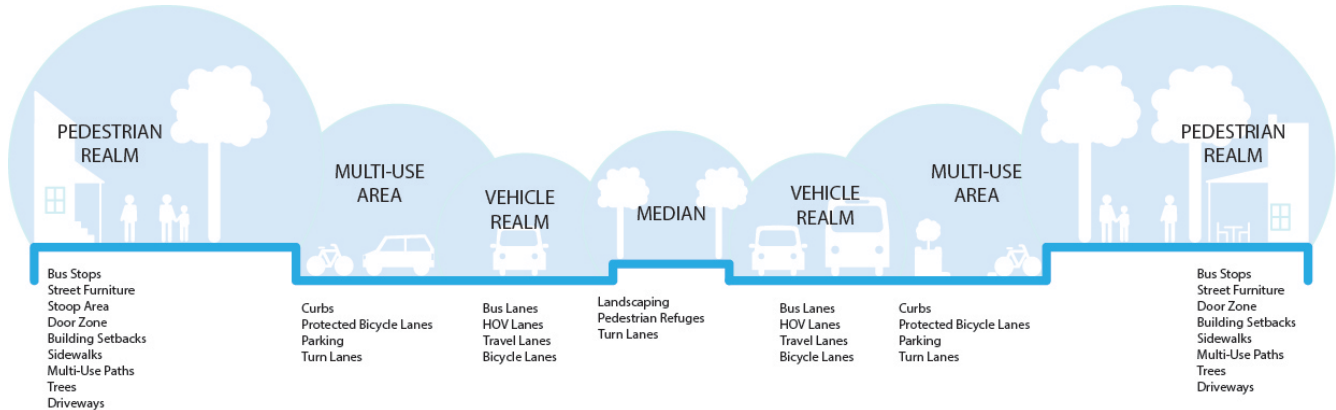 PEDESTRIAN
REALM
MULTI-USE
AREA
VEHICLE
REALM
MEDIAN
VEHICLE
REALM
MULTI-USE
AREA
PEDESTRIAN
REALM
Bus Stops
Street Furniture
Stoop Area
Door Zone
Building Setbacks
Sidewalks
Multi-Use Paths
Trees
Driveways
Curbs
Protected Bicycle Lanes
Parking
Turn Lanes
Bus Lanes
HOV Lanes
Travel Lanes
Bicycle Lanes
Landscaping
Pedestrian Refuges
Turn Lanes
Bus Lanes
HOV Lanes
Travel Lanes
Bicycle Lanes
Curbs
Protected Bicycle Lanes
Parking
Turn Lanes
Bus Stops
Street Furniture
Door Zone
Building Setbacks
Sidewalks
Multi-Use Paths
Trees
Driveways